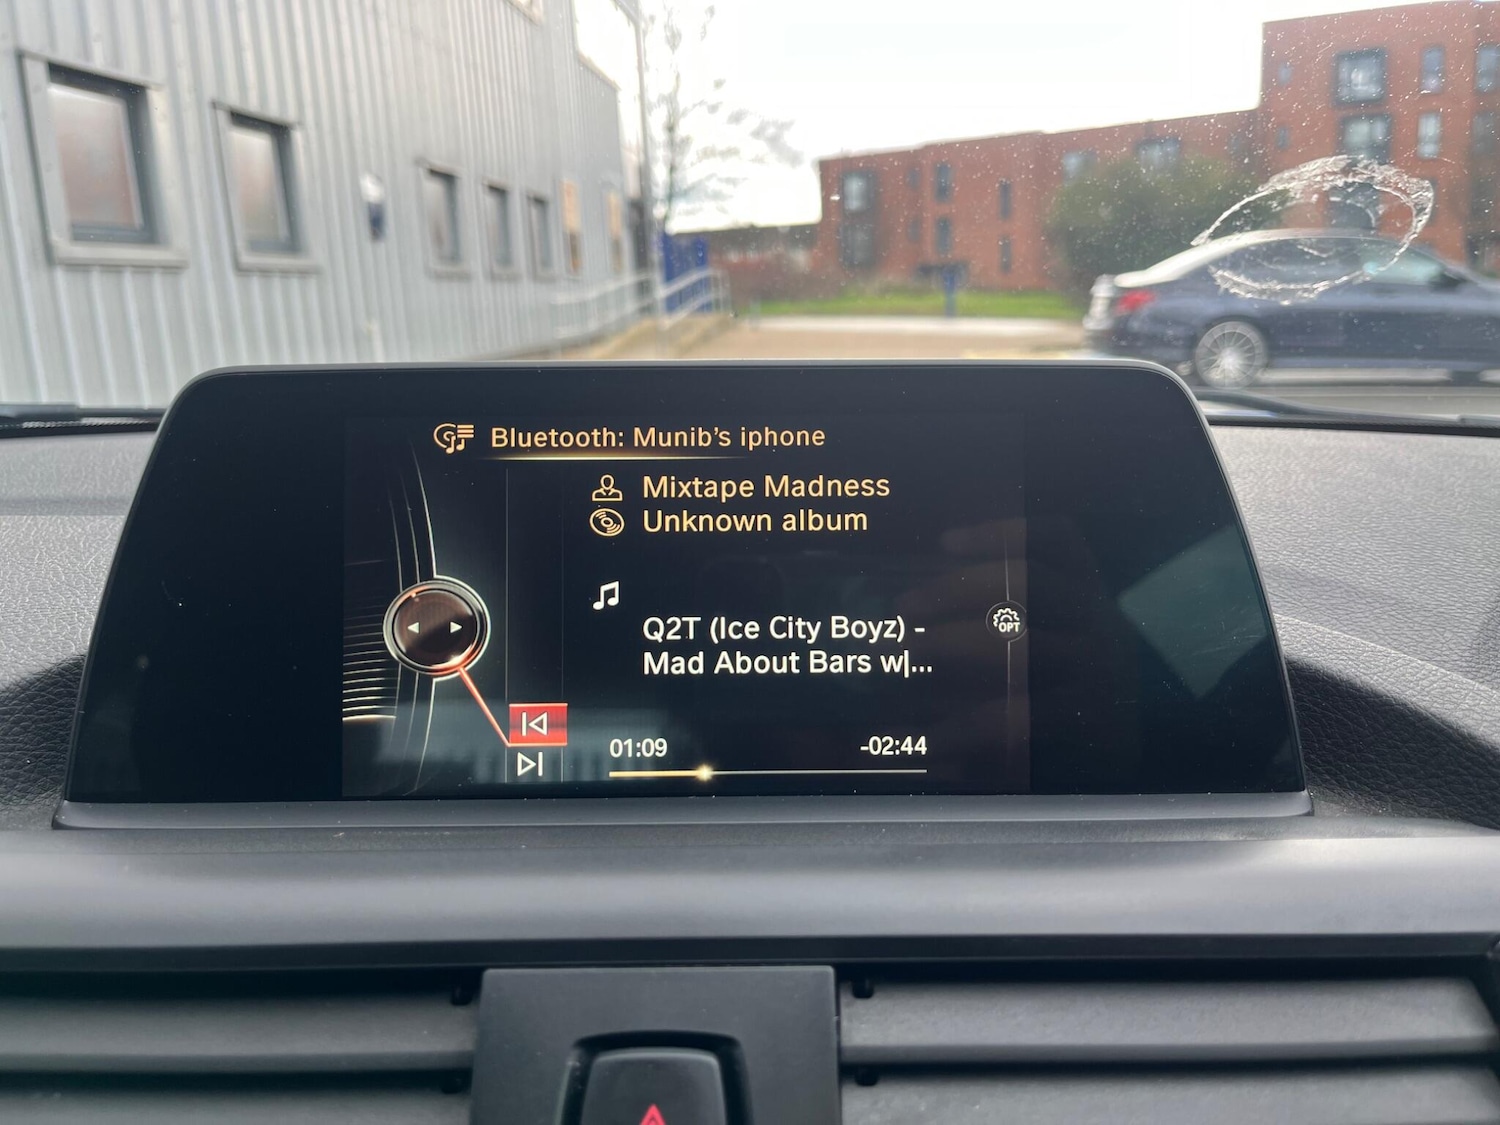 Bluetooth: Munib's iphone
Mixtape Madness
Unknown album
Q2T (Ice City Boyz) -
Mad About Bars w|...
OPT
01:09
-02:44